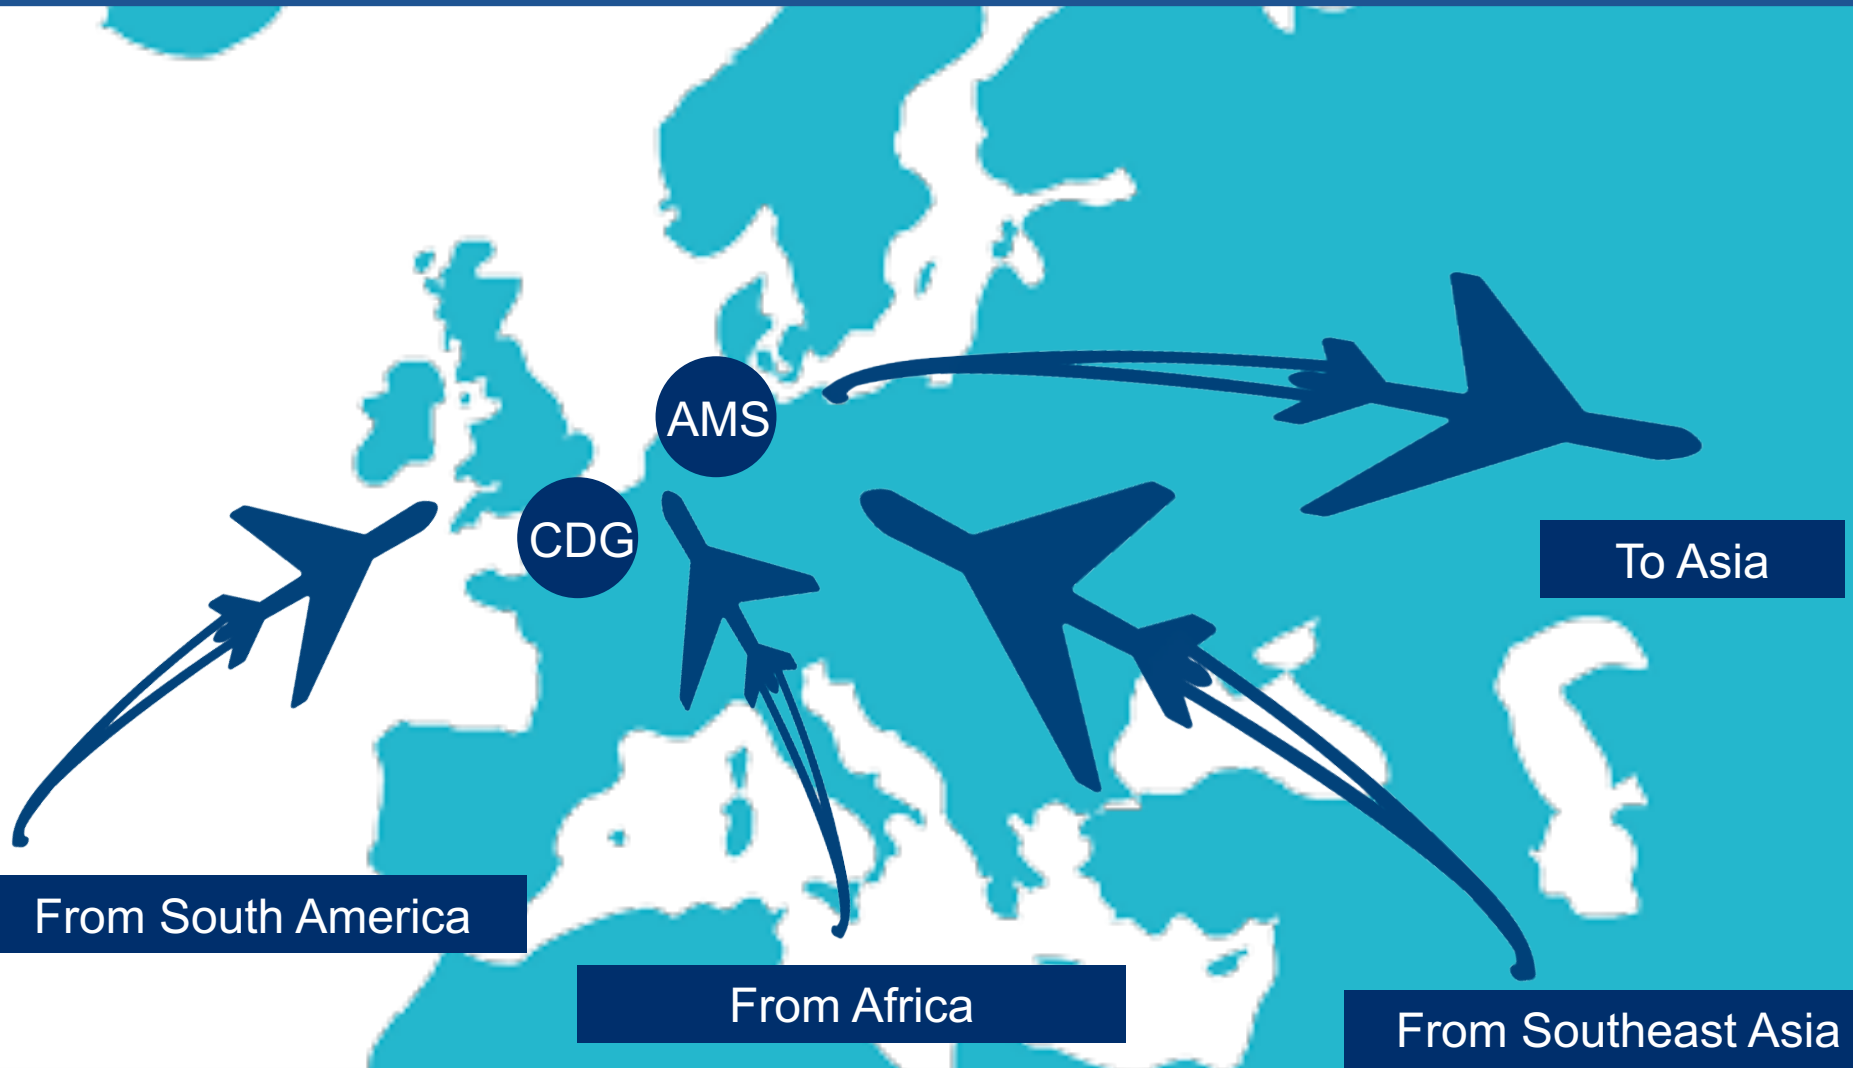 AMS
CDG
To Asia
From South America
From Africa
From Southeast Asia